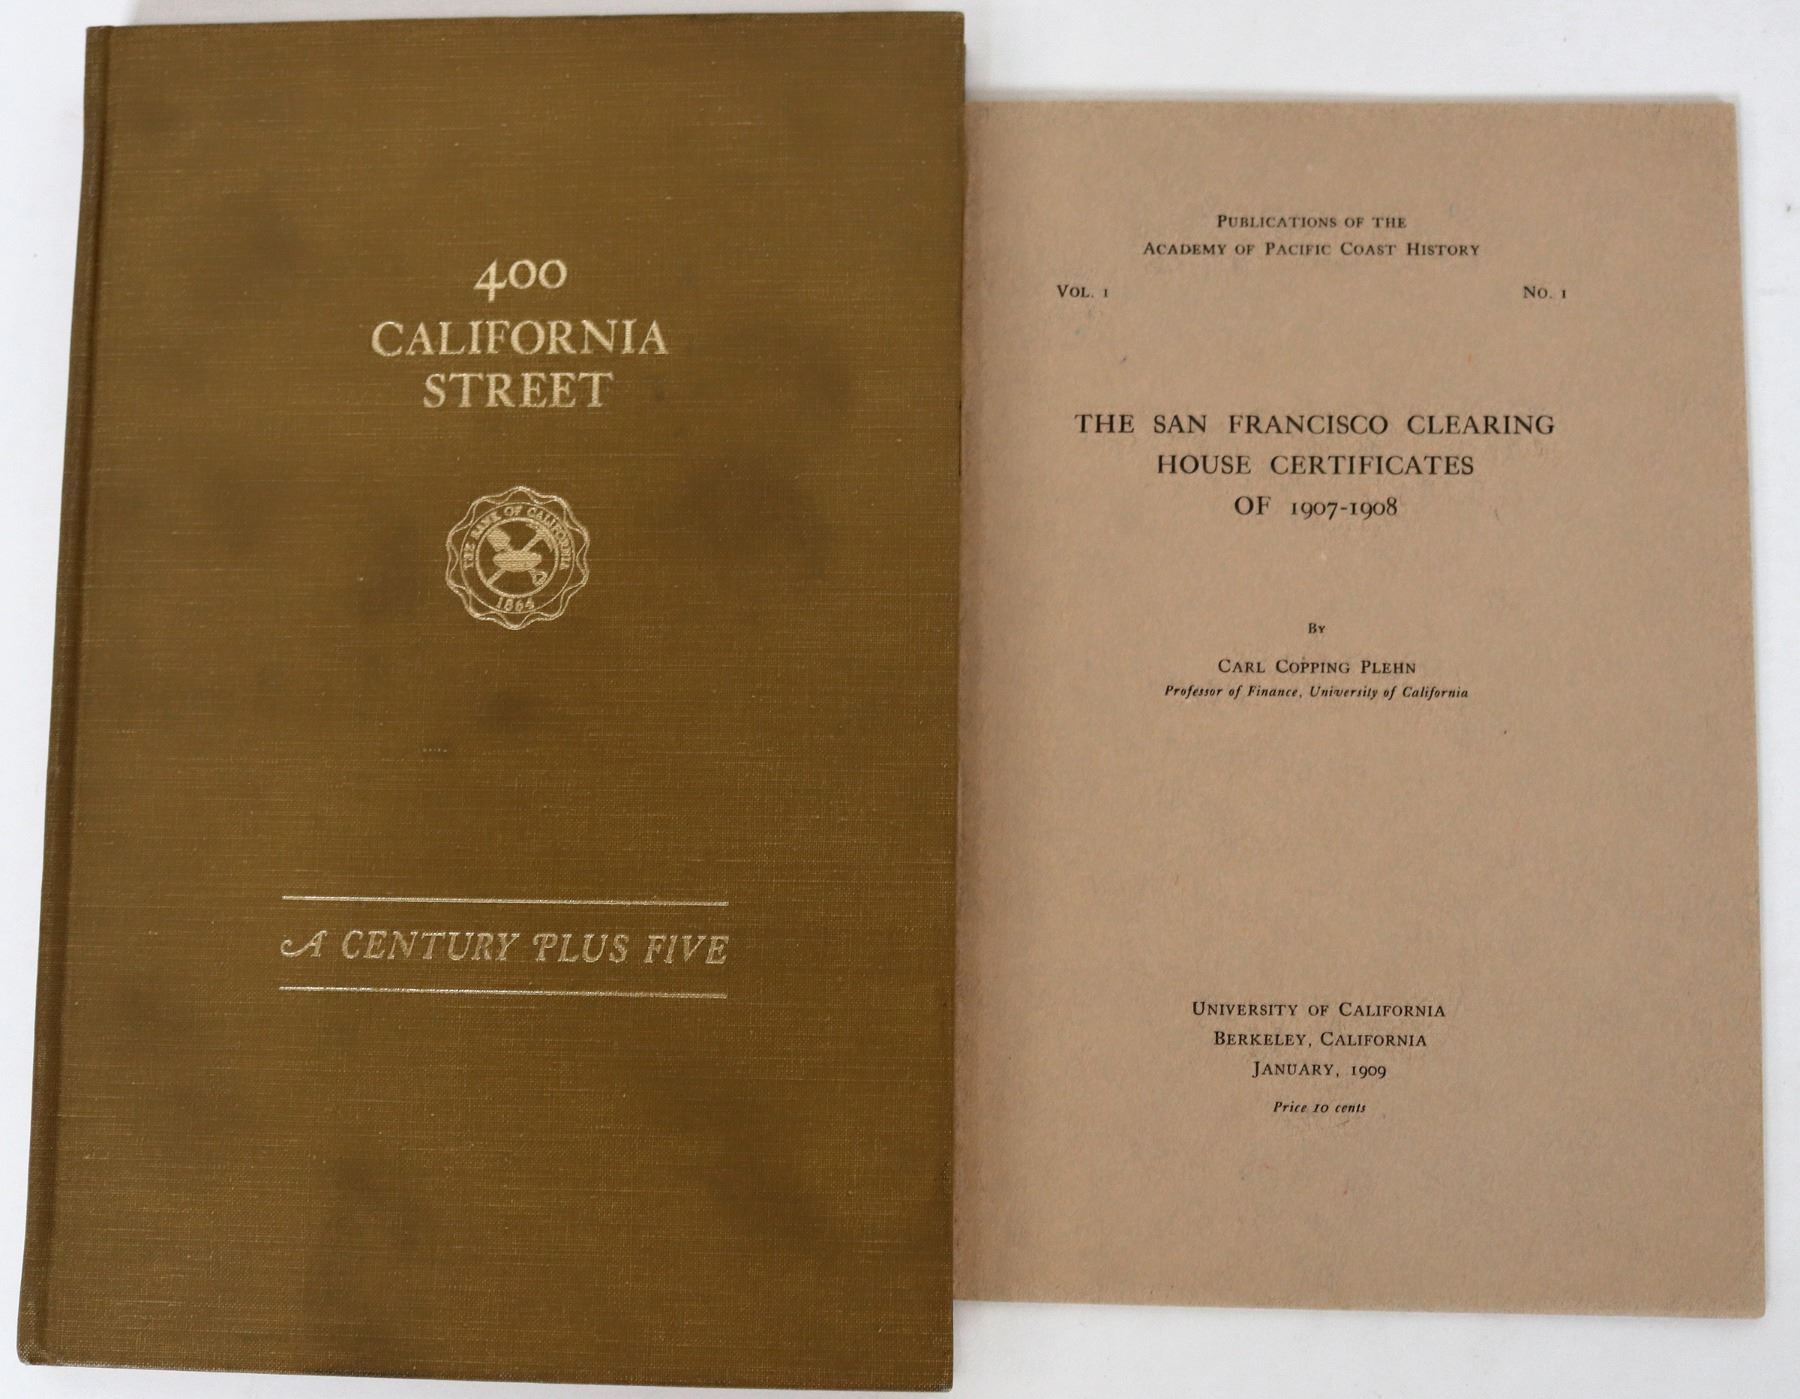 400
CALIFORNIA
STREET
THE BANK OF CALIFORNIA
1864
A CENTURY PLUS FIVE
PUBLICATIONS OF THE
ACADEMY OF PACIFIC COAST HISTORY
VOL. 1 NO. 1
THE SAN FRANCISCO CLEARING
HOUSE CERTIFICATES
OF 1907-1908
BY
CARL COPPING PLEHN
Professor of Finance, University of California
UNIVERSITY OF CALIFORNIA
BERKELEY, CALIFORNIA
JANUARY, 1909
Price 10 cents